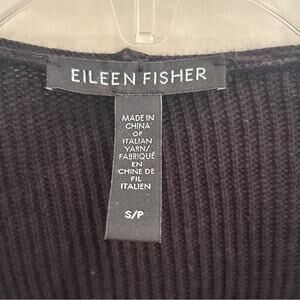 EILEEN FISHER
MADE IN
CHINA
OF
ITALIAN
YARN/
FABRIQUÉ
EN
CHINE DE
FIL
ITALIEN
S/P